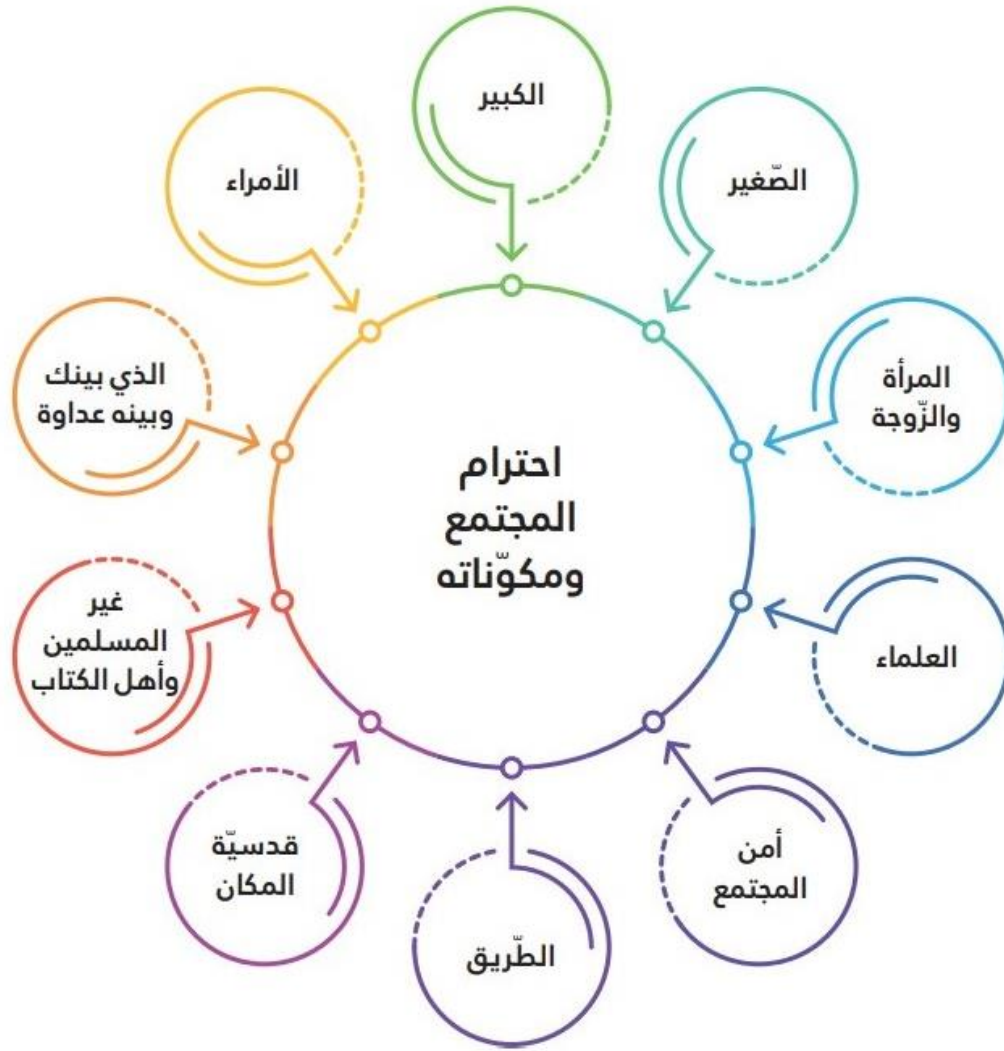 احترام
المجتمع
ومكوّناته
الكبير
الصّغير
المرأة
والزّوجة
العلماء
أمن
المجتمع
الطّريق
قدسيّة
المكان
غير
المسلمين
وأهل الكتاب
الذي بينك
وبينه عداوة
الأمراء